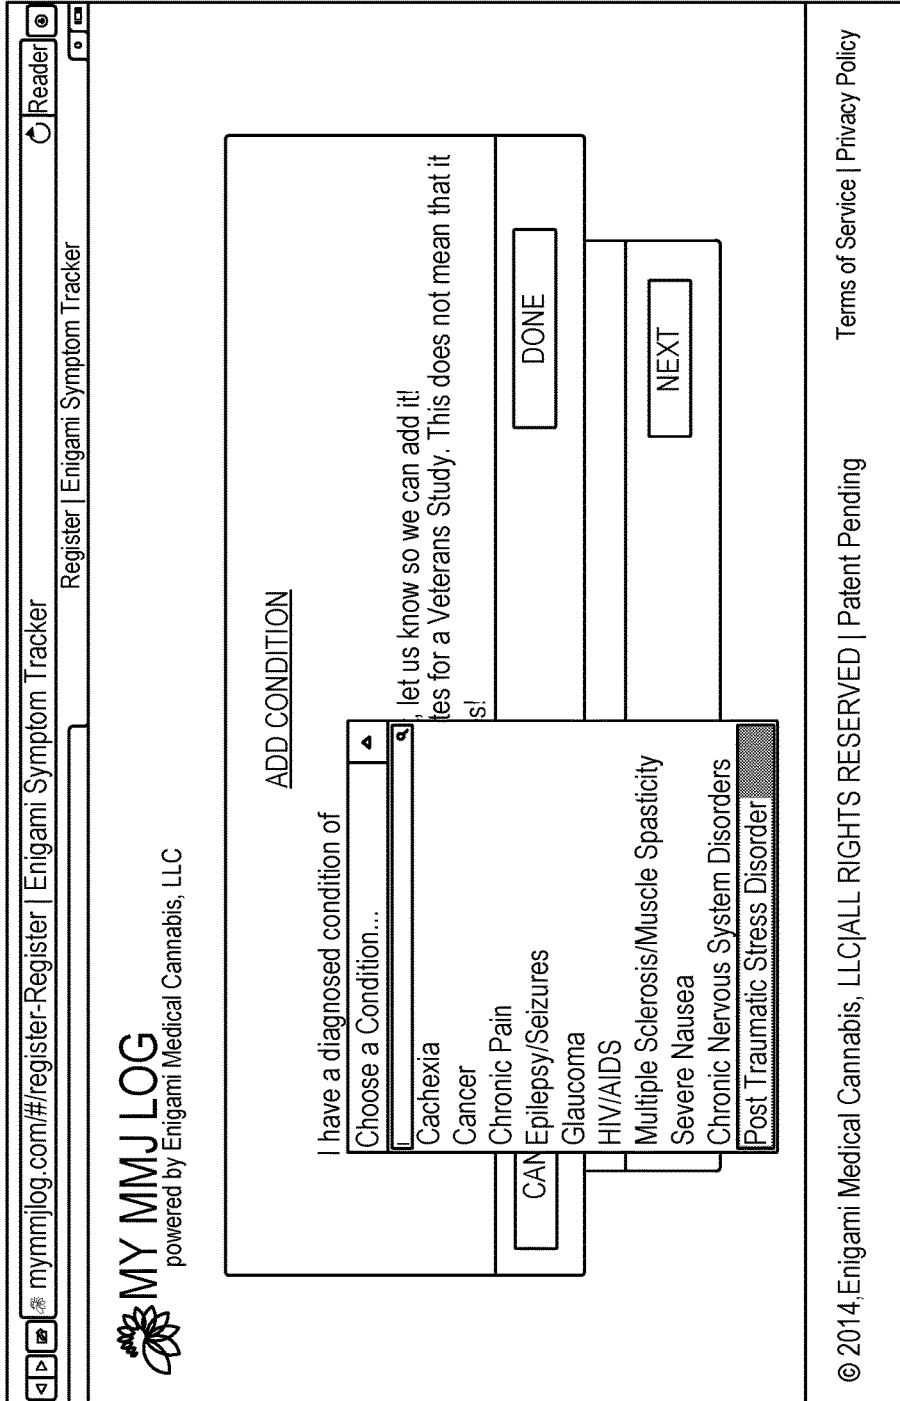 mymmjlog.com/#/register-Register | Enigami Symptom Tracker
Reader
Register | Enigami Symptom Tracker
MY MMJ LOG
powered by Enigami Medical Cannabis, LLC
ADD CONDITION
I have a diagnosed condition of
Choose a Condition...
, let us know so we can add it!
tes for a Veterans Study. This does not mean that it
s!
Cachexia
Cancer
Chronic Pain
Epilepsy/Seizures
Glaucoma
HIV/AIDS
Multiple Sclerosis/Muscle Spasticity
Severe Nausea
Chronic Nervous System Disorders
Post Traumatic Stress Disorder
CAN
DONE
NEXT
© 2014, Enigami Medical Cannabis, LLC|ALL RIGHTS RESERVED | Patent Pending
Terms of Service | Privacy Policy